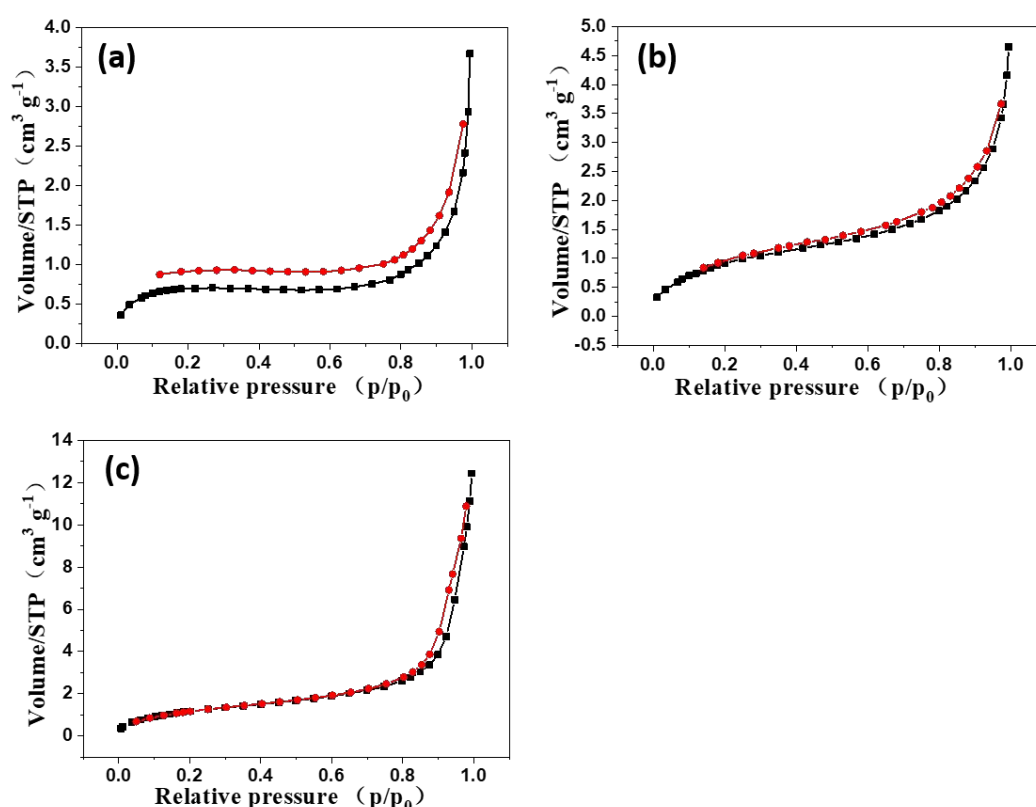 (a)
4.0
3.5
3.0
2.5
2.0
1.5
1.0
0.5
0.0
Volume/STP（cm³ g⁻¹）
0.0 0.2 0.4 0.6 0.8 1.0
Relative pressure （p/p₀）
(b)
5.0
4.5
4.0
3.5
3.0
2.5
2.0
1.5
1.0
0.5
0.0
-0.5
Volume/STP（cm³ g⁻¹）
0.0 0.2 0.4 0.6 0.8 1.0
Relative pressure （p/p₀）
(c)
14
12
10
8
6
4
2
0
Volume/STP（cm³ g⁻¹）
0.0 0.2 0.4 0.6 0.8 1.0
Relative pressure （p/p₀）